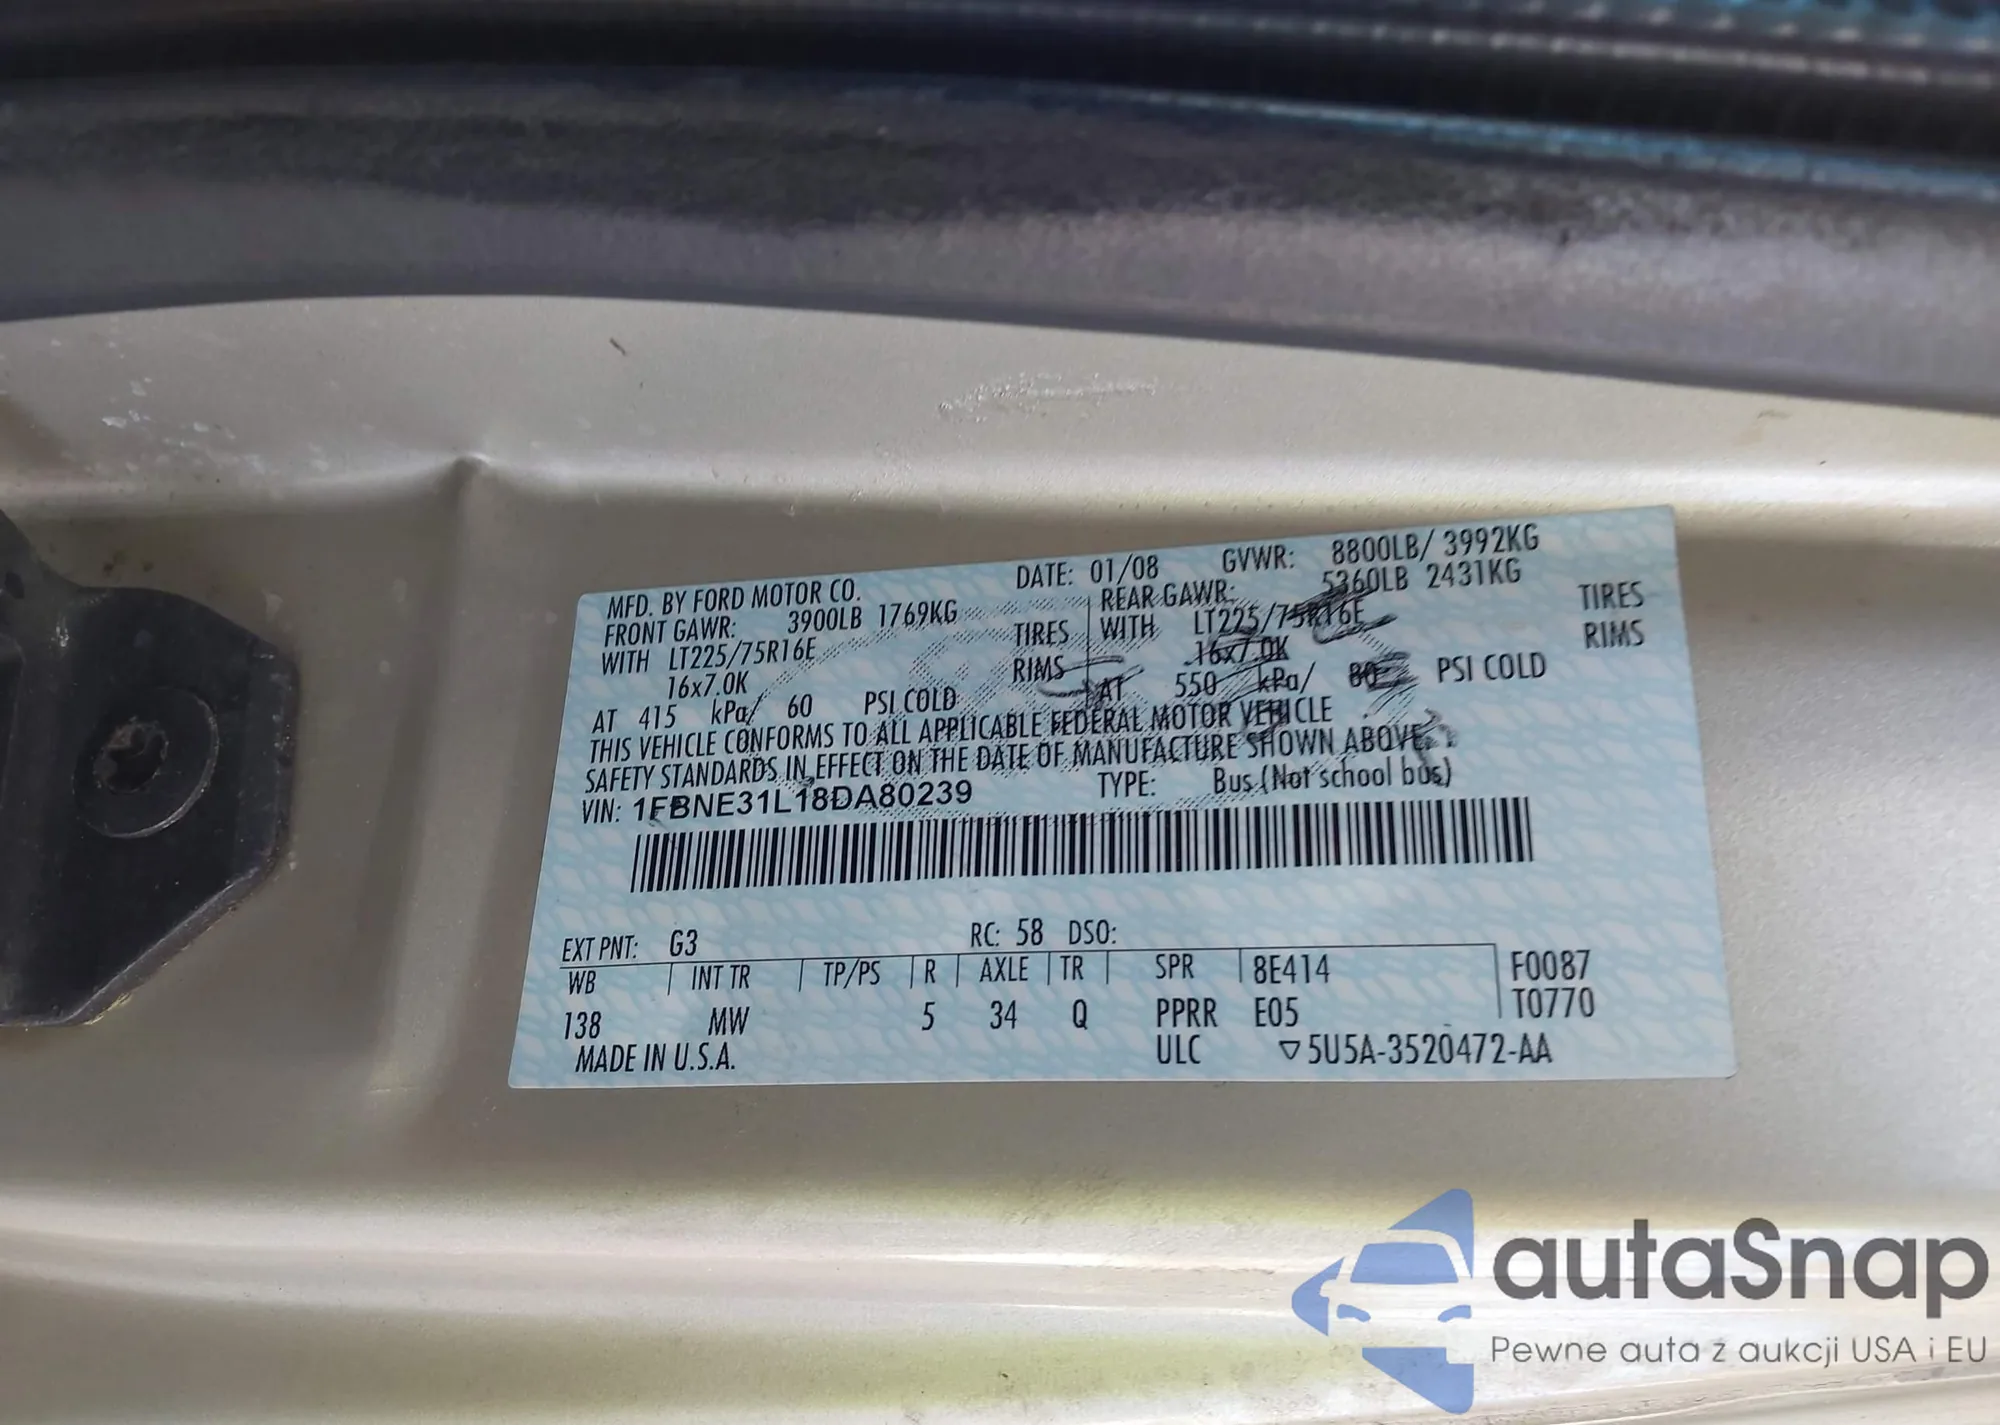 MFD. BY FORD MOTOR CO. DATE: 01/08 GVWR: 8800LB/ 3992KG
FRONT GAWR: 3900LB 1769KG REAR GAWR: 5360LB 2431KG
WITH LT225/75R16E TIRES WITH LT225/75R16E TIRES
16x7.0K RIMS 16x7.0K RIMS
AT 415 kPa/ 60 PSI COLD AT 550 kPa/ 80 PSI COLD
THIS VEHICLE CONFORMS TO ALL APPLICABLE FEDERAL MOTOR VEHICLE
SAFETY STANDARDS IN EFFECT ON THE DATE OF MANUFACTURE SHOWN ABOVE.
VIN: 1FBNE31L18DA80239 TYPE: Bus (Not school bus)
EXT PNT: G3 RC: 58 DSO:
WB INT TR TP/PS R AXLE TR SPR 8E414 F0087
138 MW 5 34 Q PPRR E05 T0770
MADE IN U.S.A. ULC ▽5U5A-3520472-AA
autaSnap
Pewne auta z aukcji USA i EU